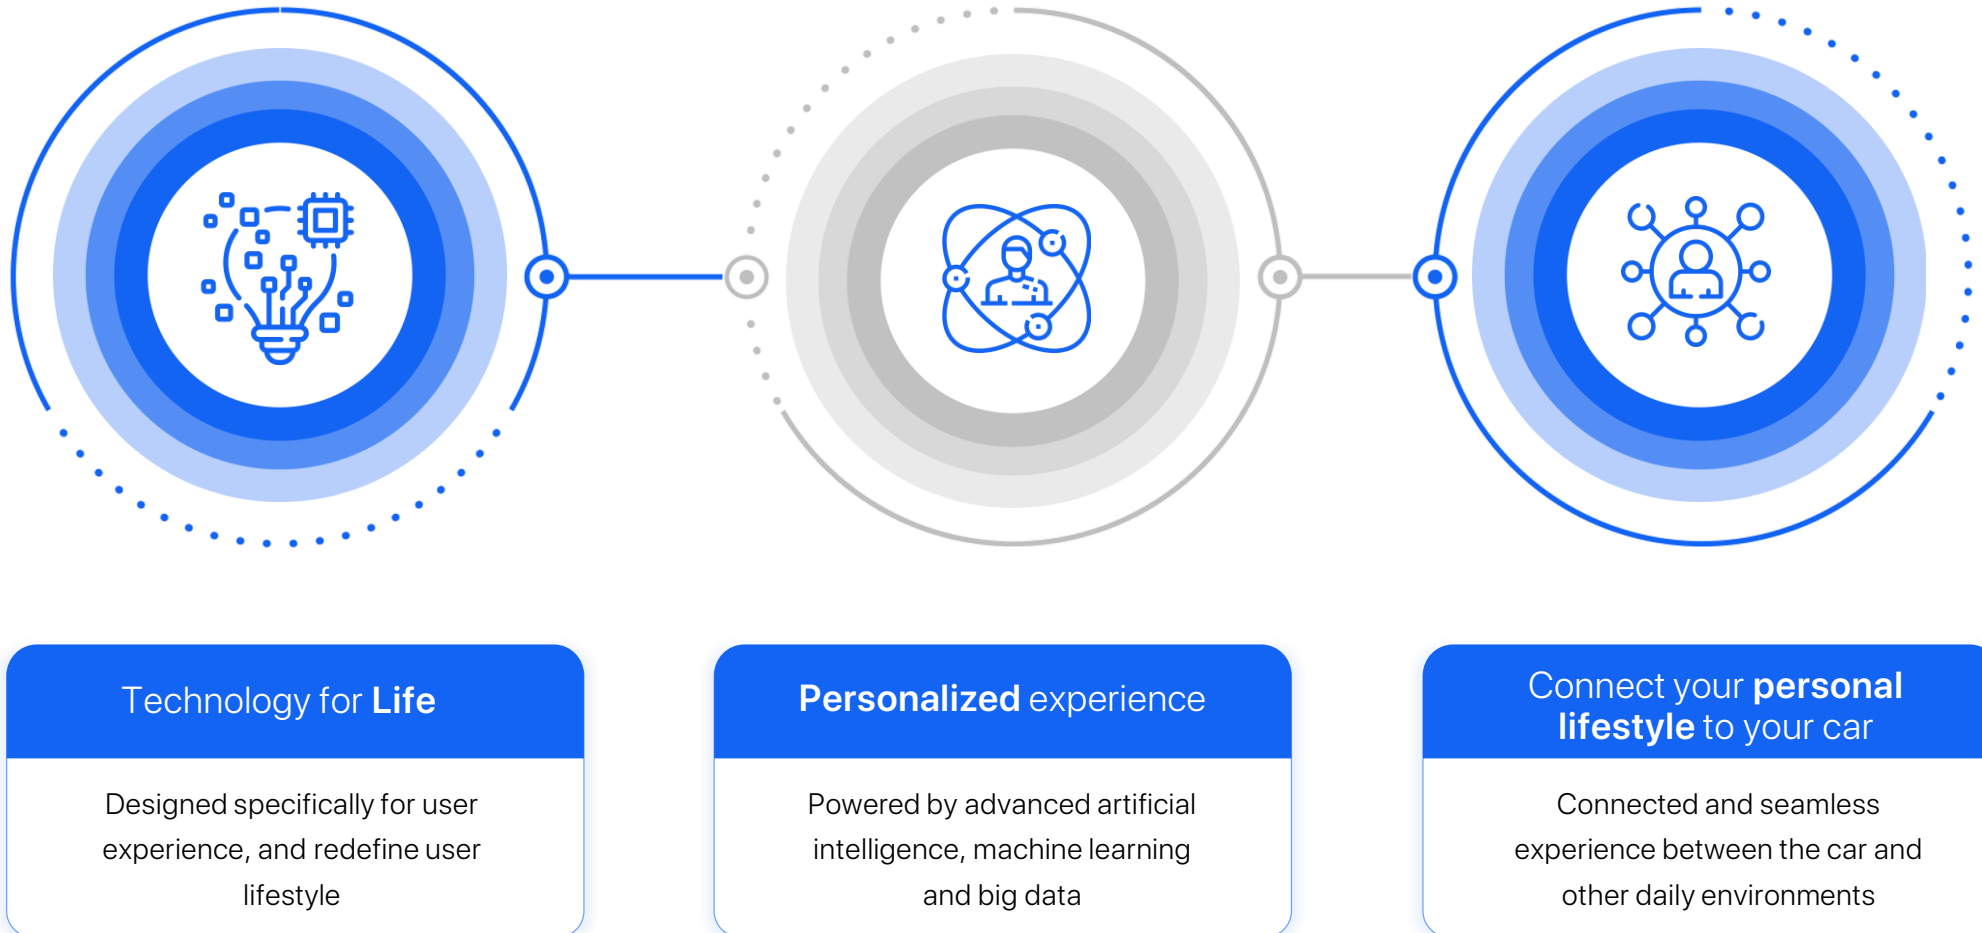 Technology for Life
Designed specifically for user
experience, and redefine user
lifestyle
Personalized experience
Powered by advanced artificial
intelligence, machine learning
and big data
Connect your personal
lifestyle to your car
Connected and seamless
experience between the car and
other daily environments